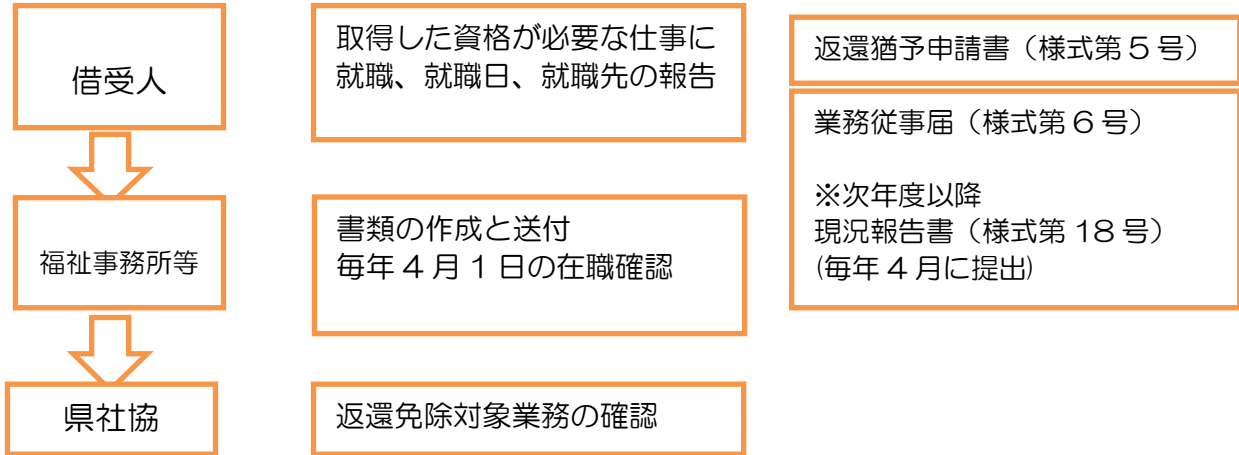 借受人
取得した資格が必要な仕事に
就職、就職日、就職先の報告
返還猶予申請書（様式第５号）
業務従事届（様式第６号）
※次年度以降
現況報告書（様式第 18 号）
(毎年 4 月に提出)
福祉事務所等
書類の作成と送付
毎年 4 月 1 日の在職確認
県社協
返還免除対象業務の確認